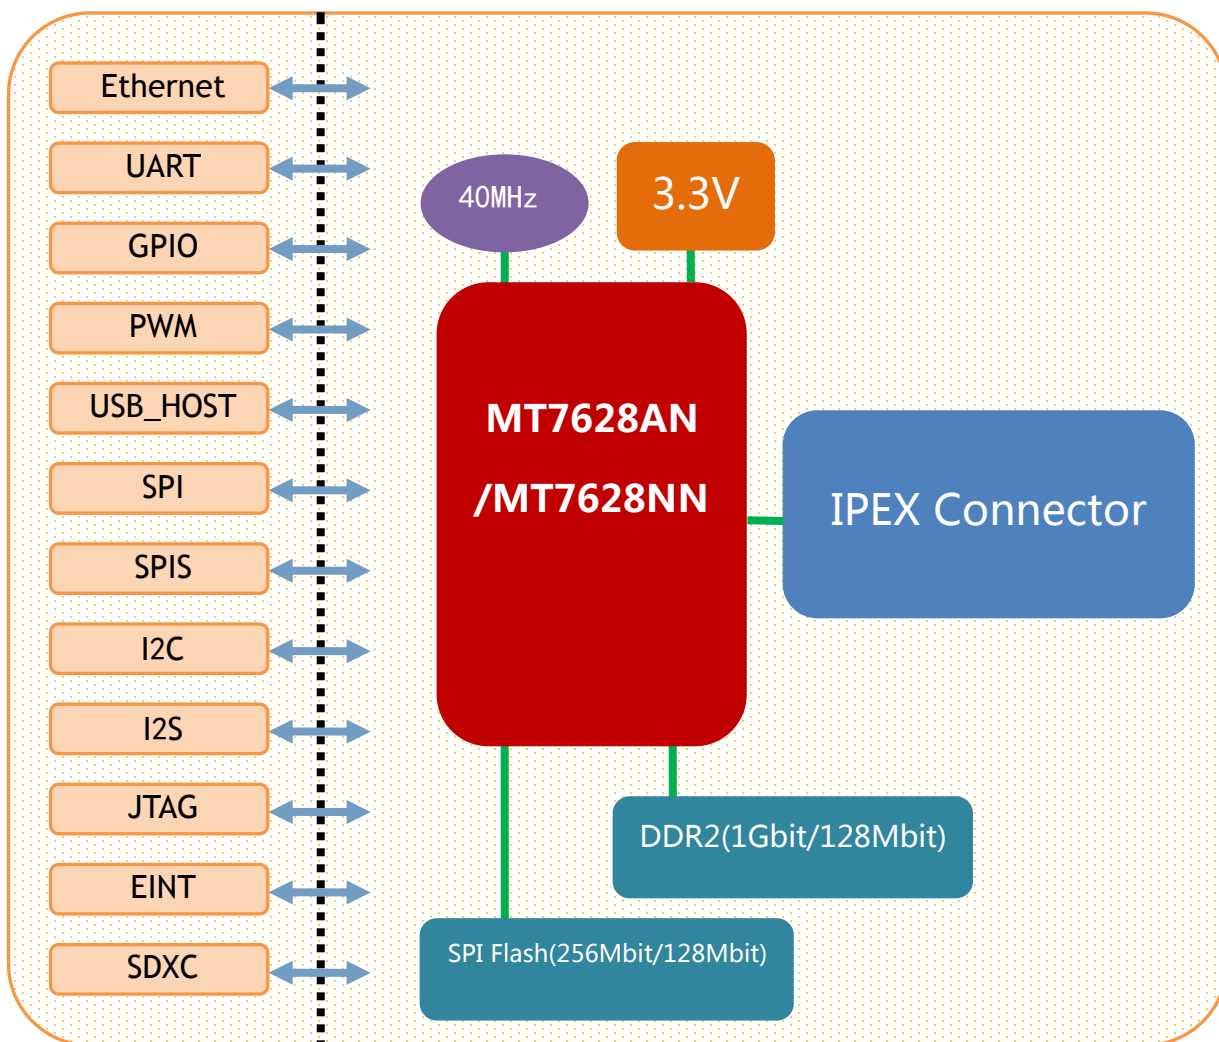 Ethernet
UART
GPIO
PWM
USB_HOST
SPI
SPIS
I2C
I2S
JTAG
EINT
SDXC
40MHz
3.3V
MT7628AN
/MT7628NN
IPEX Connector
DDR2(1Gbit/128Mbit)
SPI Flash(256Mbit/128Mbit)